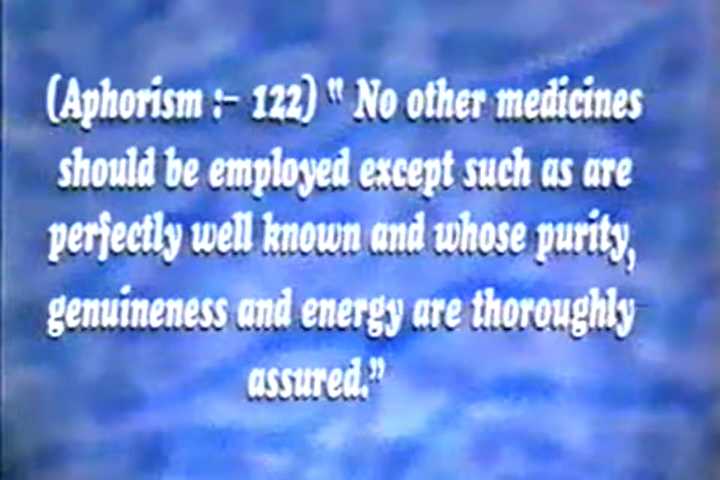 (Aphorism :- 122) " No other medicines
should be employed except such as are
perfectly well known and whose purity,
genuineness and energy are thoroughly
assured.”